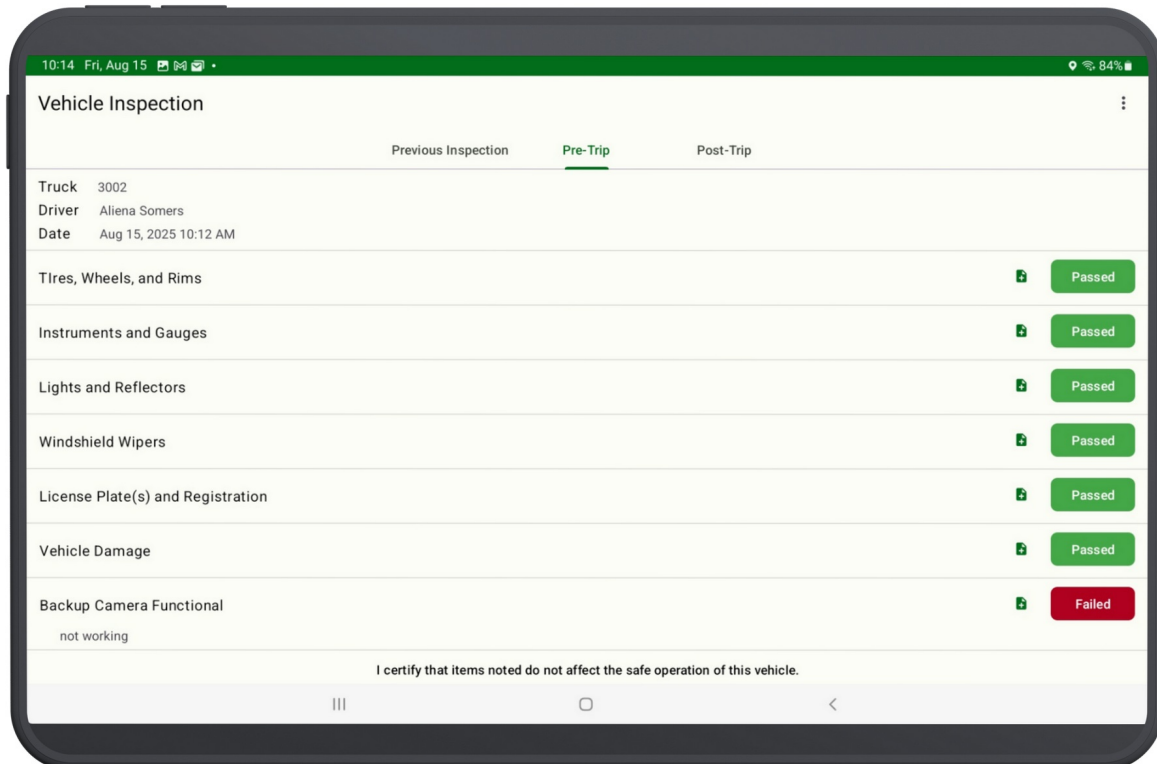 10:14 Fri, Aug 15 84%
Vehicle Inspection
Previous Inspection Pre-Trip Post-Trip
Truck 3002
Driver Aliena Somers
Date Aug 15, 2025 10:12 AM
TIres, Wheels, and Rims Passed
Instruments and Gauges Passed
Lights and Reflectors Passed
Windshield Wipers Passed
License Plate(s) and Registration Passed
Vehicle Damage Passed
Backup Camera Functional Failed
not working
I certify that items noted do not affect the safe operation of this vehicle.